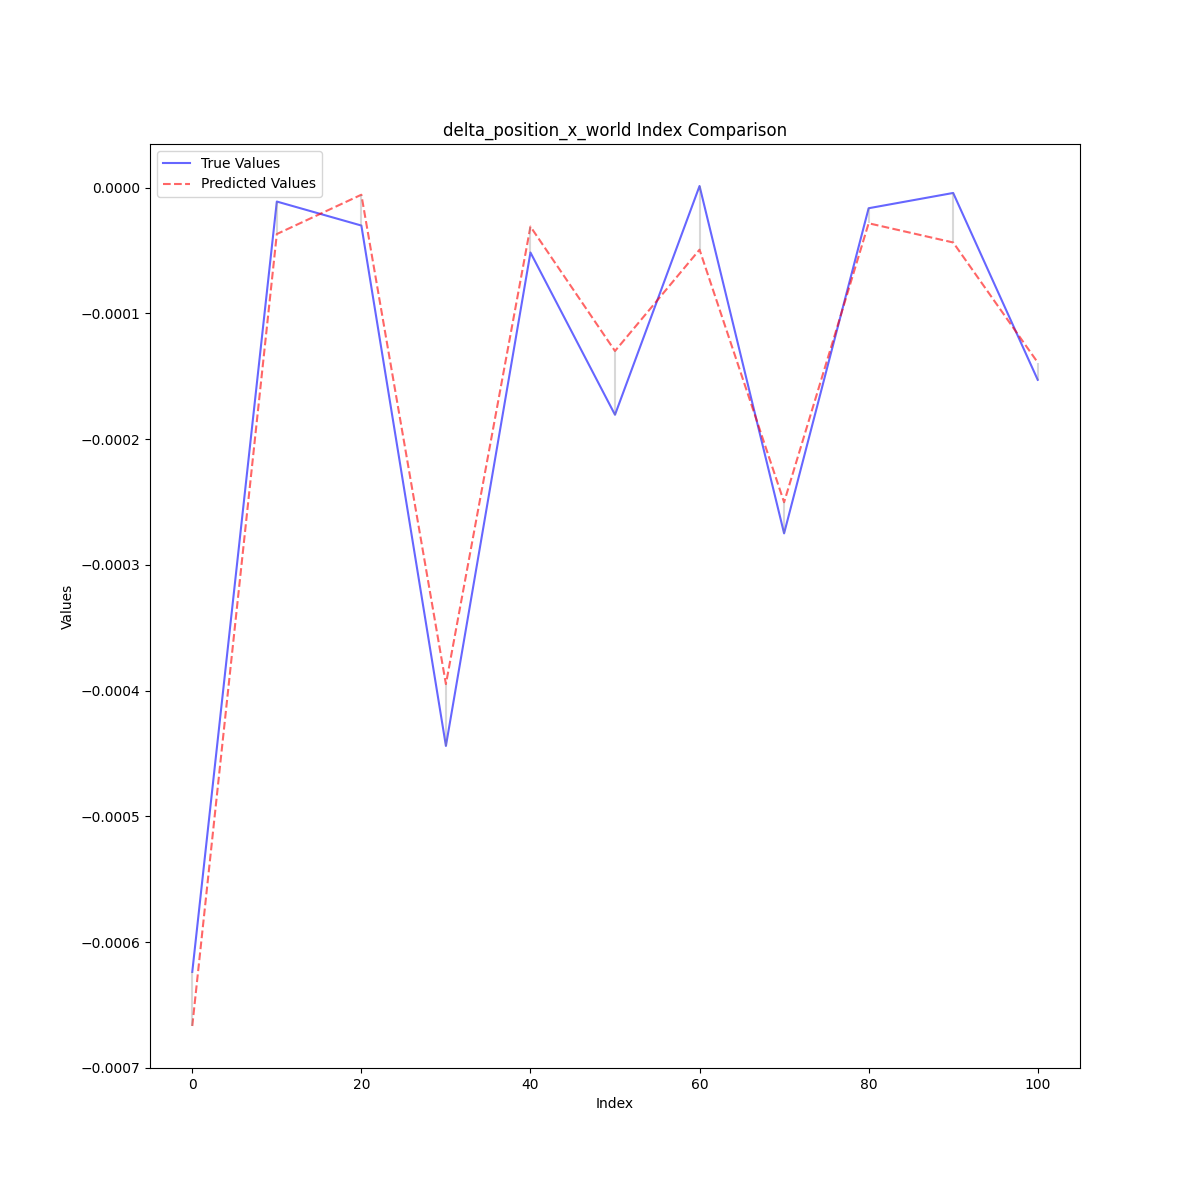 delta_position_x_world Index Comparison
True Values
Predicted Values
0.0000
−0.0001
−0.0002
−0.0003
−0.0004
−0.0005
−0.0006
−0.0007
Values
0 20 40 60 80 100
Index